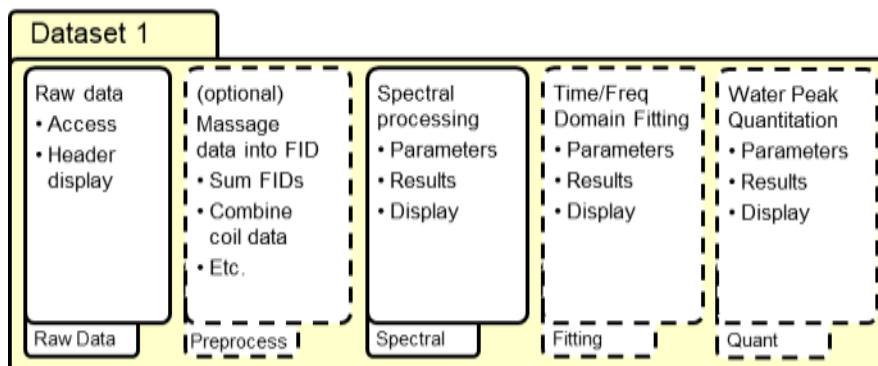 Dataset 1
Raw data
• Access
• Header
display
Raw Data
(optional)
Massage
data into FID
• Sum FIDs
• Combine
coil data
• Etc.
Preprocess
Spectral
processing
• Parameters
• Results
• Display
Spectral
Time/Freq
Domain Fitting
• Parameters
• Results
• Display
Fitting
Water Peak
Quantitation
• Parameters
• Results
• Display
Quant